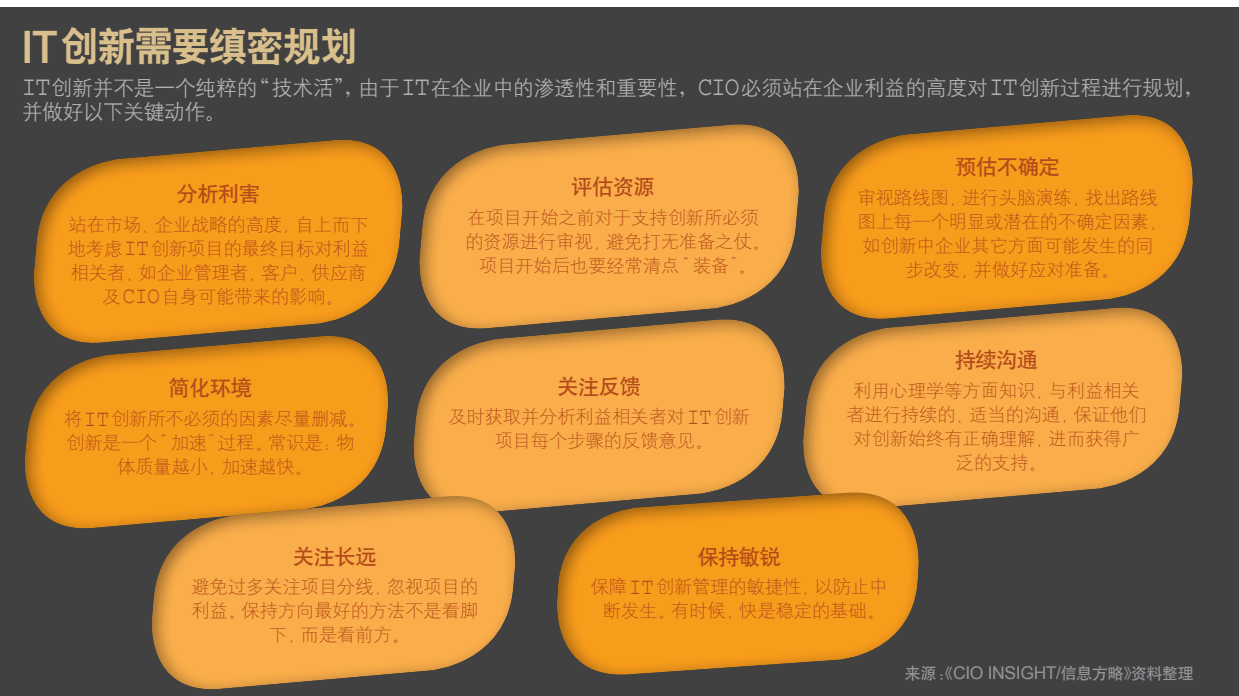 IT创新需要缜密规划
IT创新并不是一个纯粹的“技术活”，由于IT在企业中的渗透性和重要性，CIO必须站在企业利益的高度对IT创新过程进行规划，
并做好以下关键动作。
分析利害
站在市场、企业战略的高度，自上而下
地考虑IT创新项目的最终目标对利益
相关者，如企业管理者、客户、供应商
及CIO自身可能带来的影响。
评估资源
在项目开始之前对于支持创新所必须
的资源进行审视，避免打无准备之仗。
项目开始后也要经常清点“装备”。
预估不确定
审视路线图，进行头脑演练，找出路线
图上每一个明显或潜在的不确定因素，
如创新中企业其它方面可能发生的同
步改变，并做好应对准备。
简化环境
将IT创新所不必须的因素尽量删减。
创新是一个“加速”过程。常识是：物
体质量越小，加速越快。
关注反馈
及时获取并分析利益相关者对IT创新
项目每个步骤的反馈意见。
持续沟通
利用心理学等方面知识，与利益相关
者进行持续的、适当的沟通，保证他们
对创新始终有正确理解，进而获得广
泛的支持。
关注长远
避免过多关注项目分线，忽视项目的
利益。保持方向最好的方法不是看脚
下，而是看前方。
保持敏锐
保障IT创新管理的敏捷性，以防止中
断发生。有时候，快是稳定的基础。
来源：《CIO INSIGHT/信息方略》资料整理